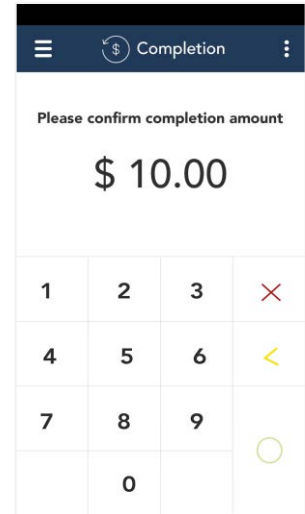 $ Completion
Please confirm completion amount
$ 10.00
1 2 3
4 5 6 <
7 8 9
0